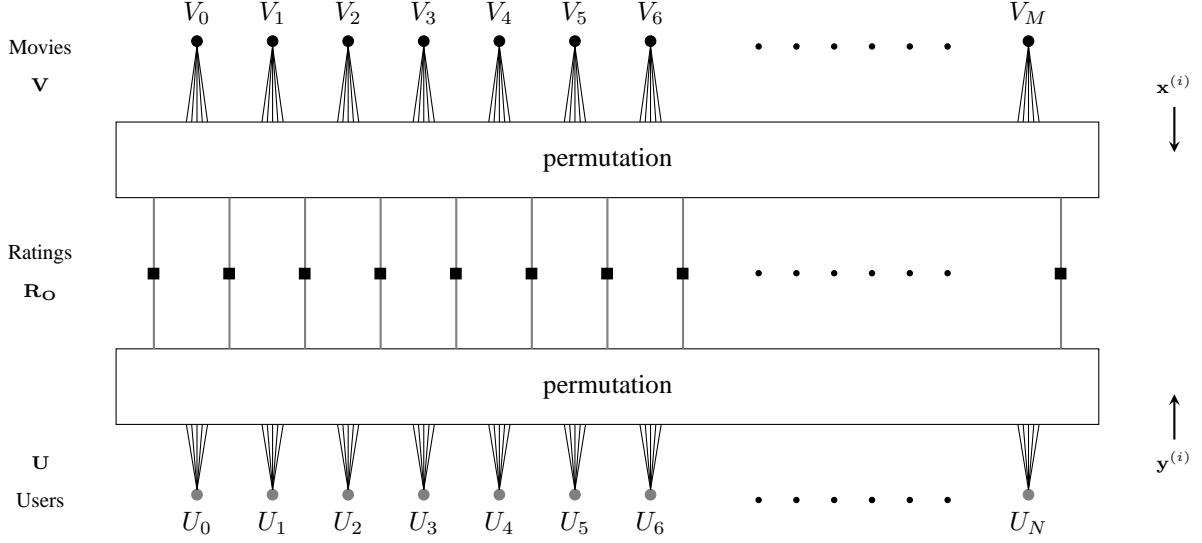 V_0 V_1 V_2 V_3 V_4 V_5 V_6 V_M
Movies
V
x^{(i)}
permutation
Ratings
R_O
permutation
U
y^{(i)}
Users
U_0 U_1 U_2 U_3 U_4 U_5 U_6 U_N